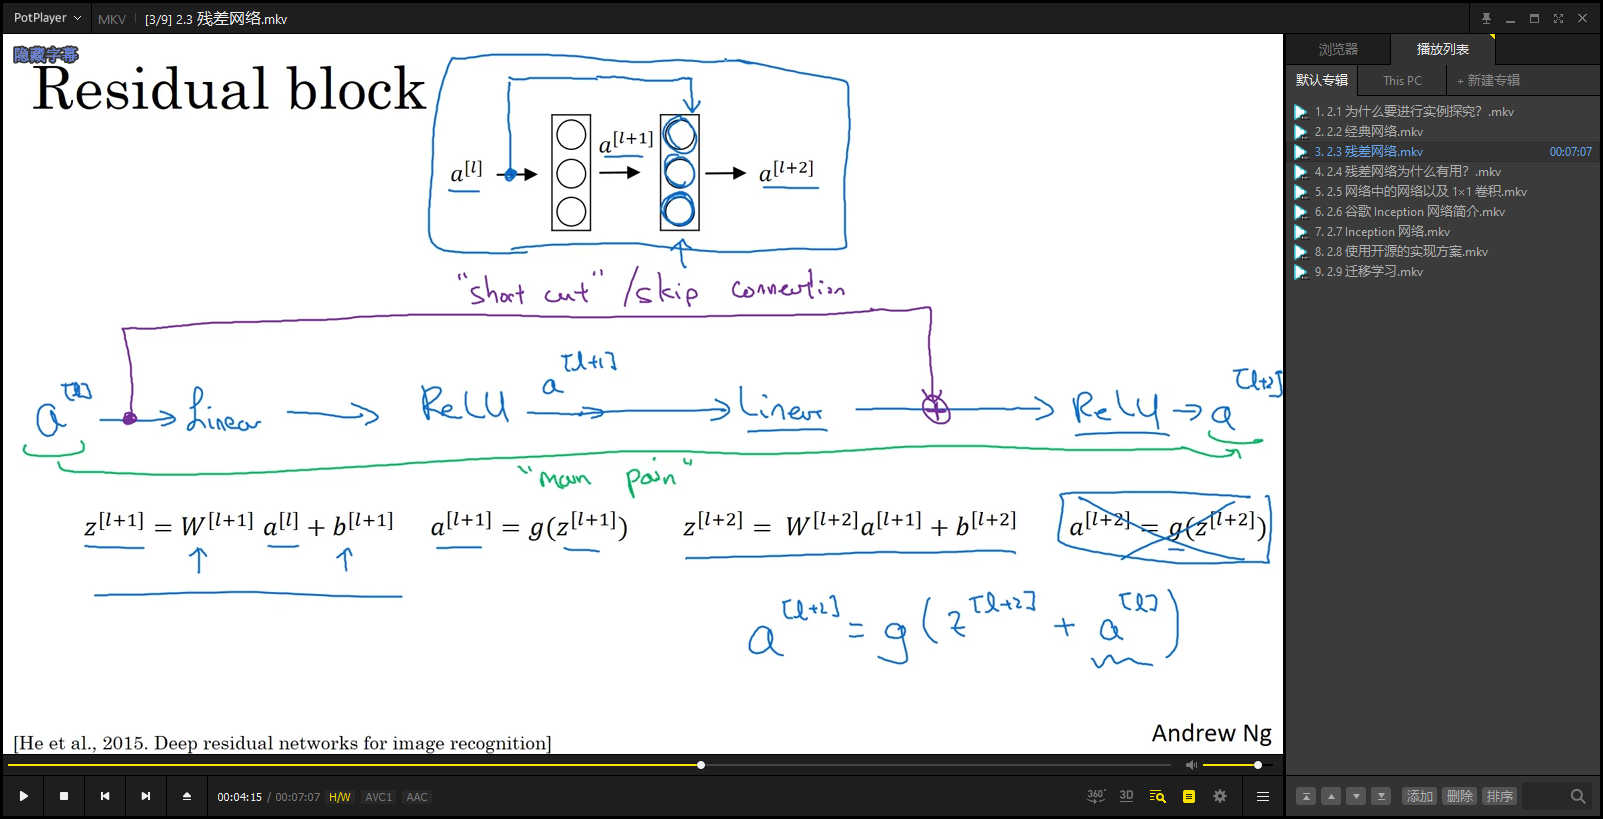 PotPlayer MKV [3/9] 2.3 残差网络.mkv
隐藏字幕
Residual block
a^[l] a^[l+1] a^[l+2]
"short cut" / skip connection
a^[l] Linear ReLU a^[l+1] Linear ReLU a^[l+2]
"main
z^[l+1] = W^[l+1] a^[l] + b^[l+1] a^[l+1] = g(z^[l+1]) z^[l+2] = W^[l+2]a^[l+1] + b^[l+2] a^[l+2] = g(z^[l+2])
a^[l+2] = g(z^[l+2] + a^[l])
Andrew Ng
[He et al., 2015. Deep residual networks for image recognition]
00:04:15 / 00:07:07 H/W AVC1 AAC
360° 3D
浏览器 播放列表
默认专辑 This PC + 新建专辑
1. 2.1 为什么要进行实例探究？.mkv
2. 2.2 经典网络.mkv
3. 2.3 残差网络.mkv 00:07:07
4. 2.4 残差网络为什么有用？.mkv
5. 2.5 网络中的网络以及 1×1 卷积.mkv
6. 2.6 谷歌 Inception 网络简介.mkv
7. 2.7 Inception 网络.mkv
8. 2.8 使用开源的实现方案.mkv
9. 2.9 迁移学习.mkv
添加 删除 排序